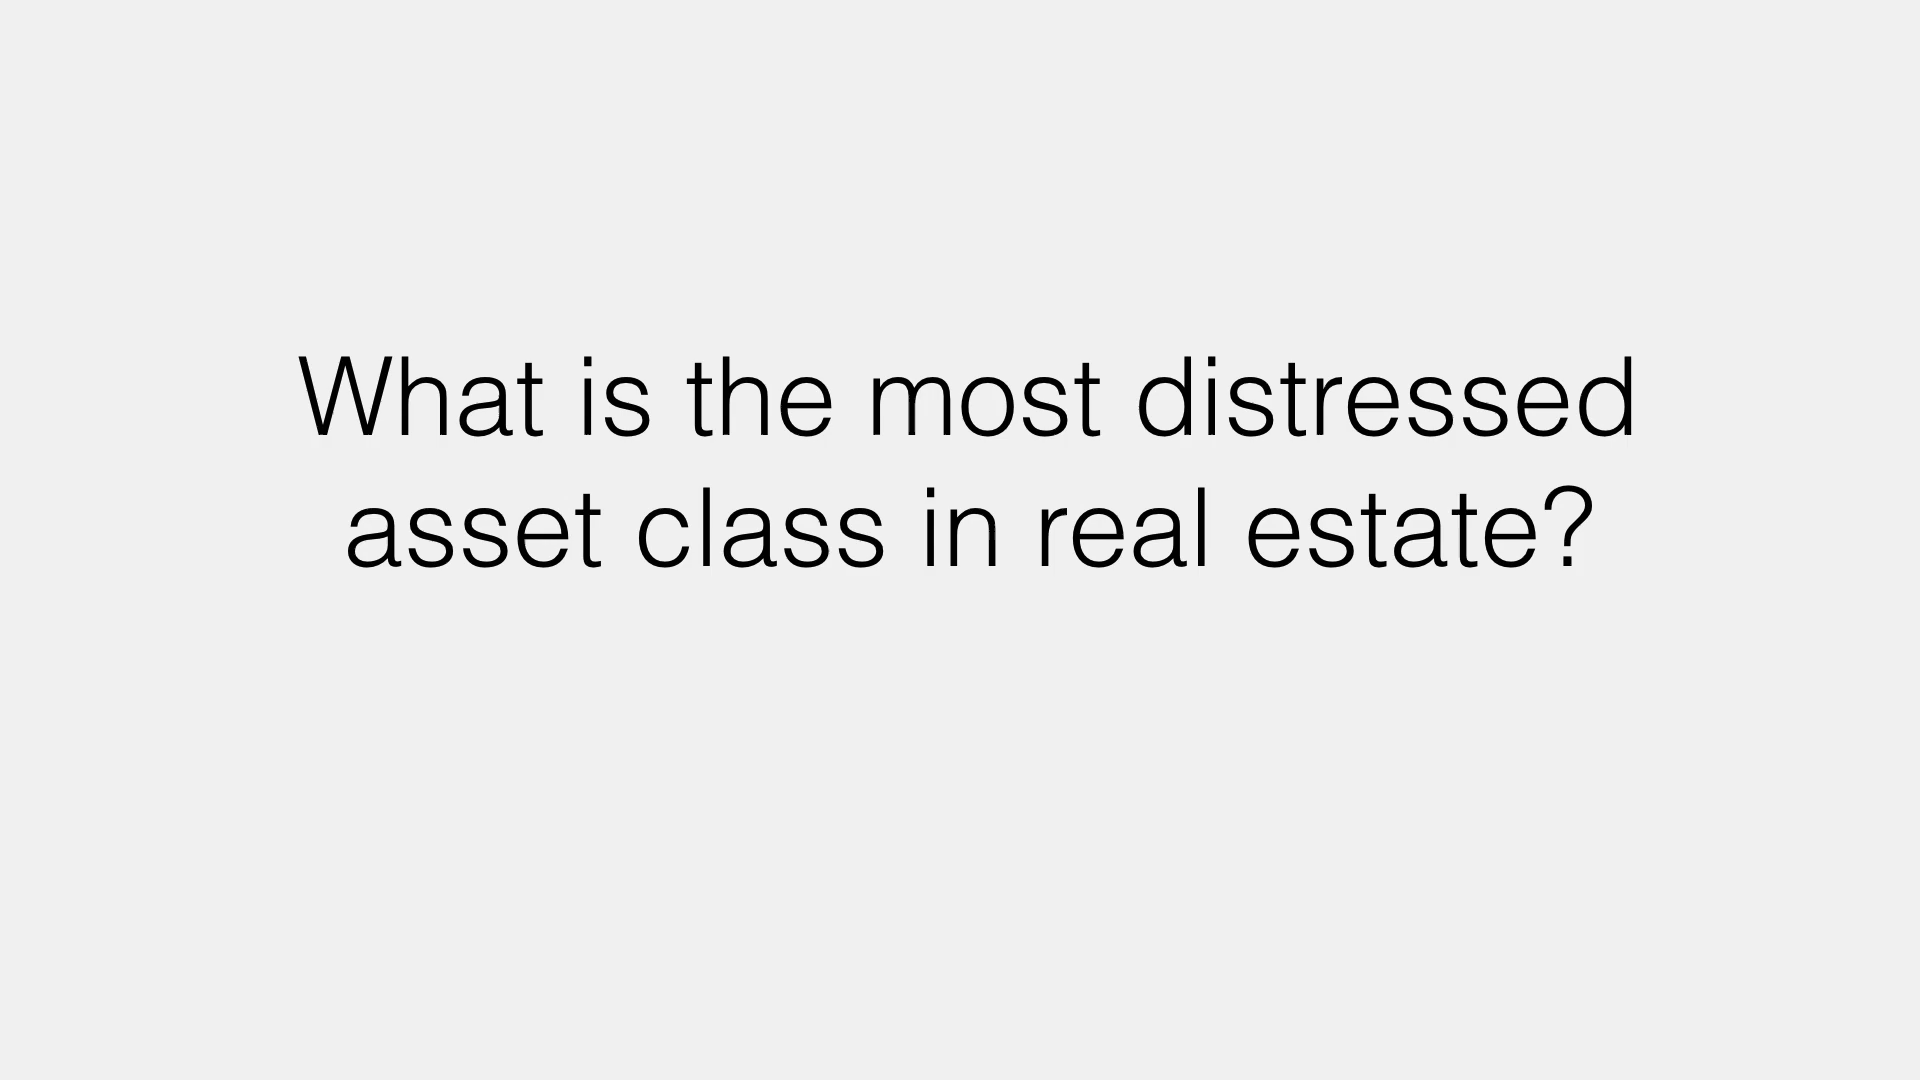 What is the most distressed
asset class in real estate?